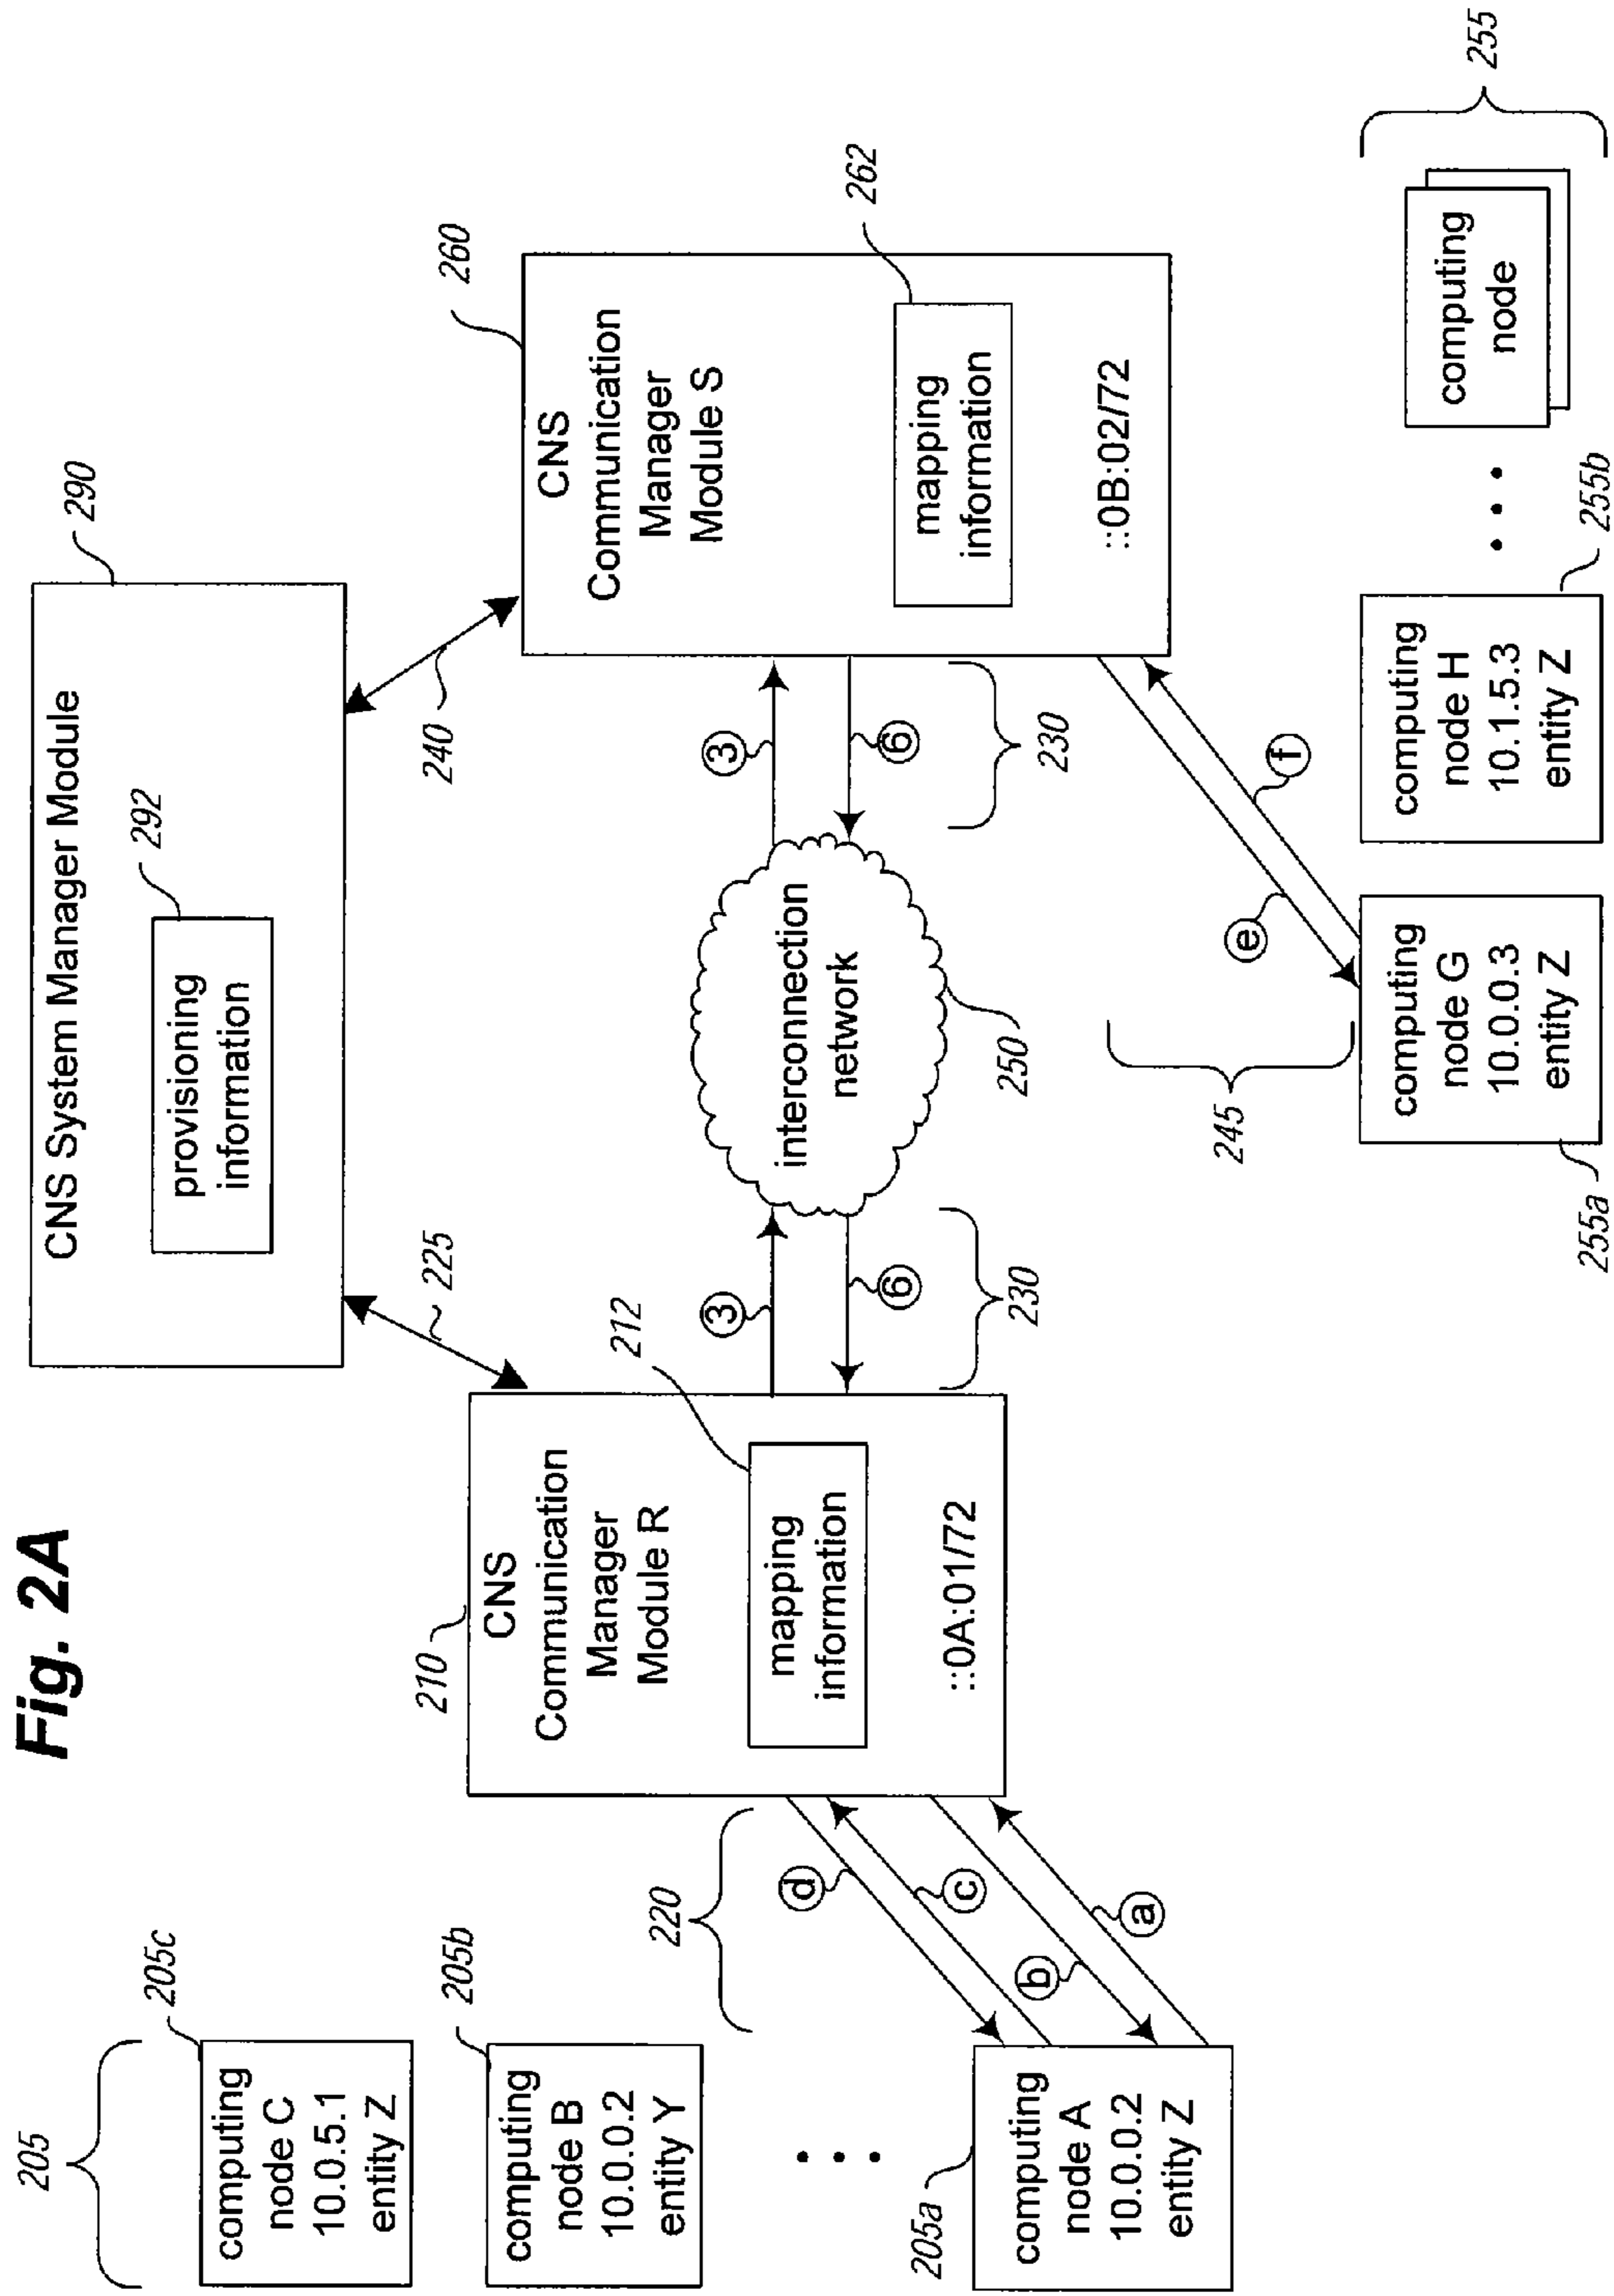 Fig. 2A
CNS System Manager Module
290
provisioning
information
292
225
240
205
205c
computing
node C
10.0.5.1
entity Z
205b
computing
node B
10.0.0.2
entity Y
205a
computing
node A
10.0.0.2
entity Z
210
CNS
Communication
Manager
Module R
212
mapping
information
::0A:01/72
220
d
c
b
a
3
6
230
interconnection
network
250
3
6
230
260
CNS
Communication
Manager
Module S
262
mapping
information
::0B:02/72
245
e
f
255a
computing
node G
10.0.0.3
entity Z
255b
computing
node H
10.1.5.3
entity Z
computing
node
255